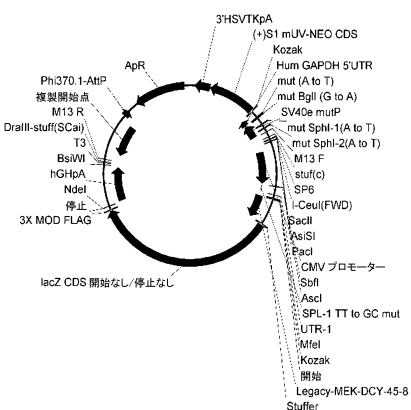 3'HSVTKpA
(+)S1 mUV-NEO CDS
Kozak
Hum GAPDH 5'UTR
mut (A to T)
mut BglI (G to A)
SV40e mutP
mut SphI-1(A to T)
mut SphI-2(A to T)
M13 F
stuf(c)
SP6
I-CeuI(FWD)
SacII
AsiSI
PacI
CMV プロモーター
SbfI
AscI
SPL-1 TT to GC mut
UTR-1
MfeI
Kozak
開始
Legacy-MEK-DCY-45-8
Stuffer
lacZ CDS 開始なし/停止なし
3X MOD FLAG
停止
NdeI
hGHpA
BsiWI
T3
DraIII-stuff(SCai)
M13 R
複製開始点
Phi370.1-AttP
ApR